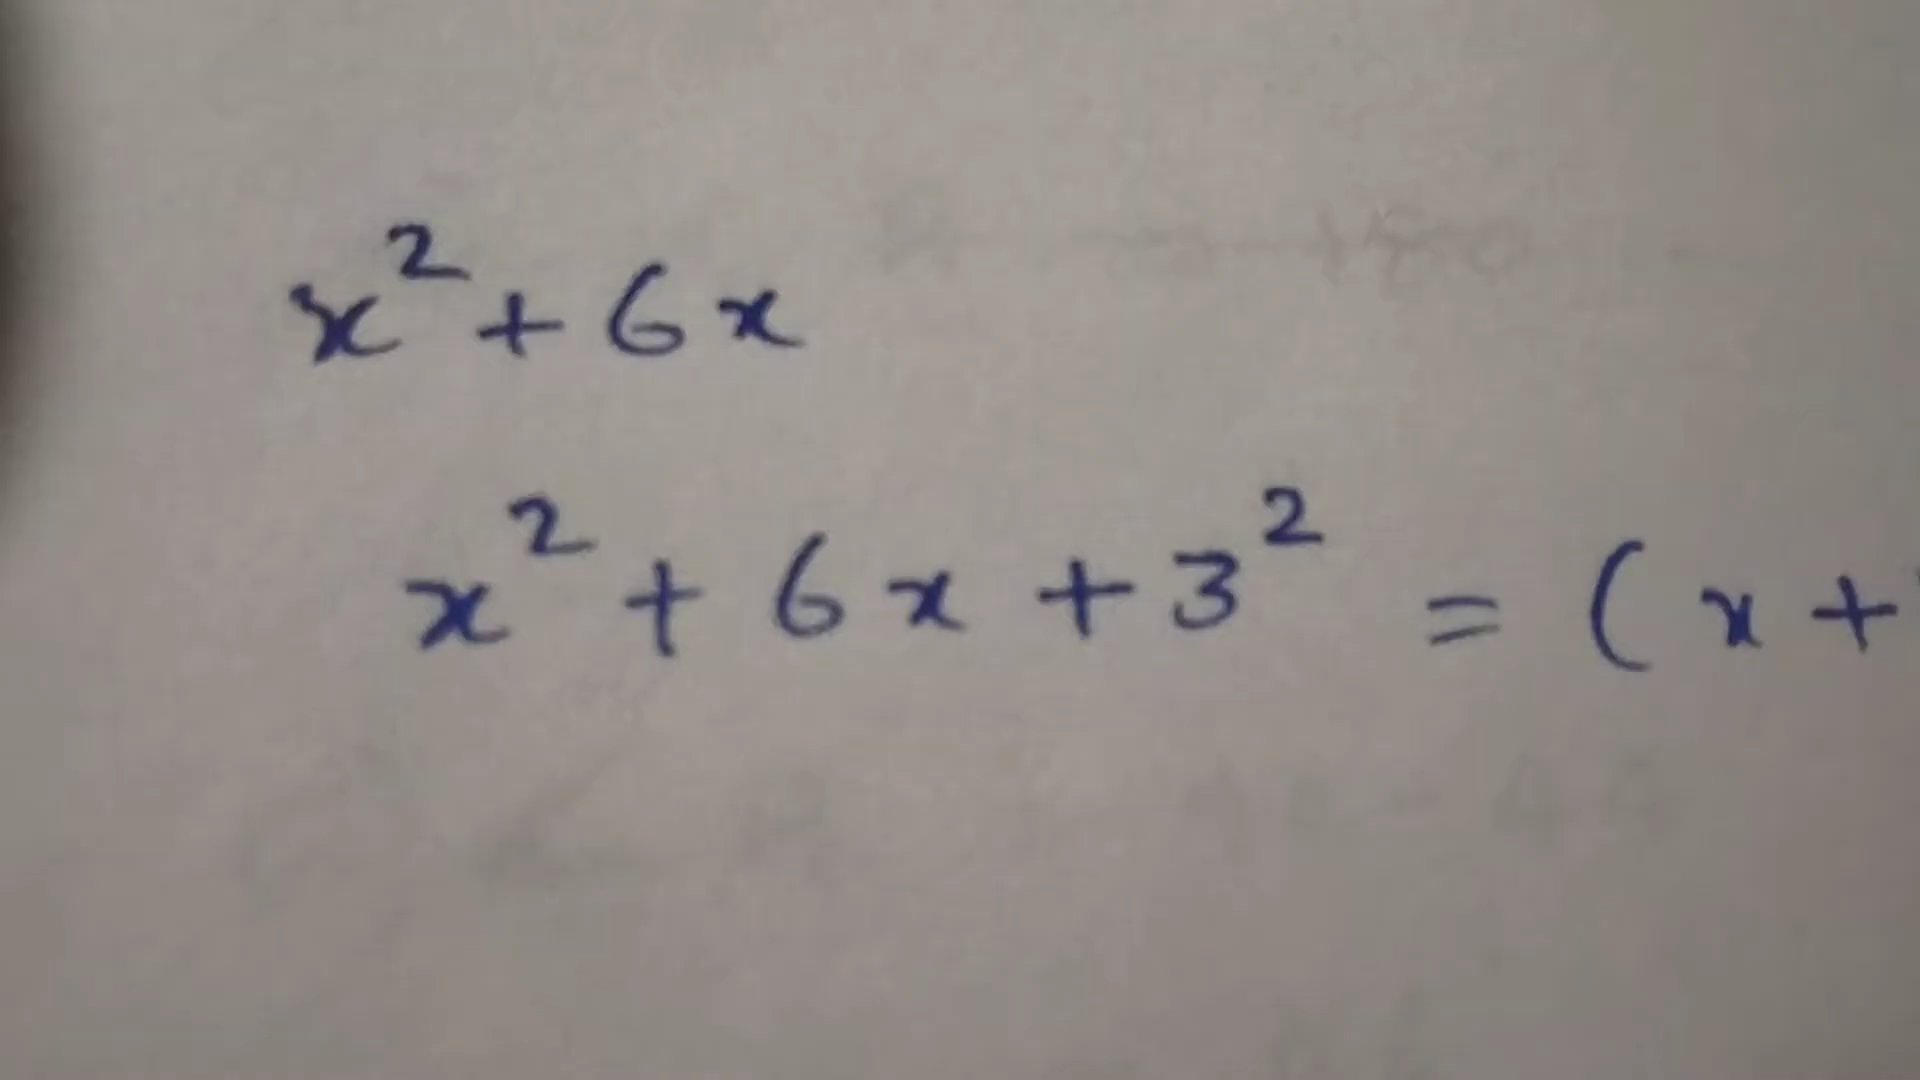 x² + 6x
x² + 6x + 3² = (x +